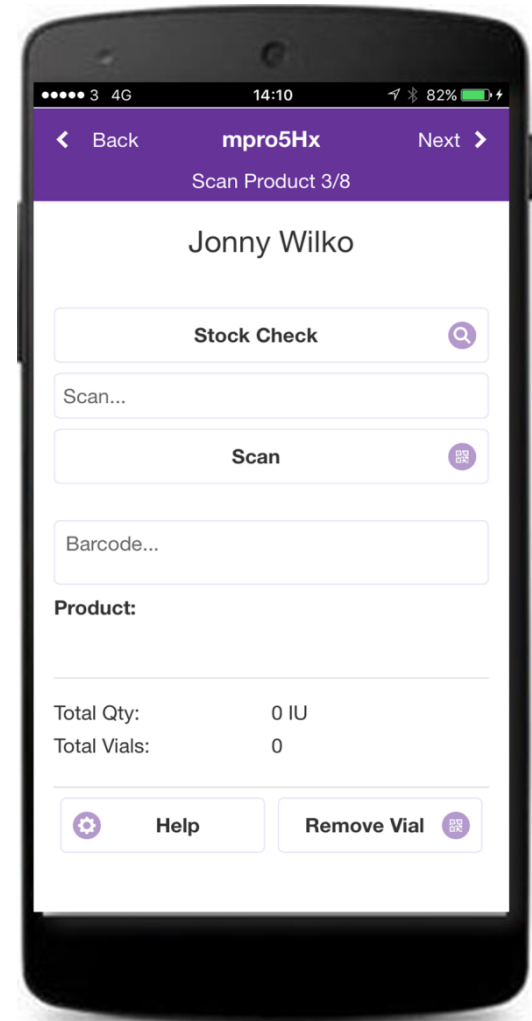 3 4G 14:10 82%
Back mpro5Hx Next
Scan Product 3/8
Jonny Wilko
Stock Check
Scan...
Scan
Barcode...
Product:
Total Qty: 0 IU
Total Vials: 0
Help Remove Vial